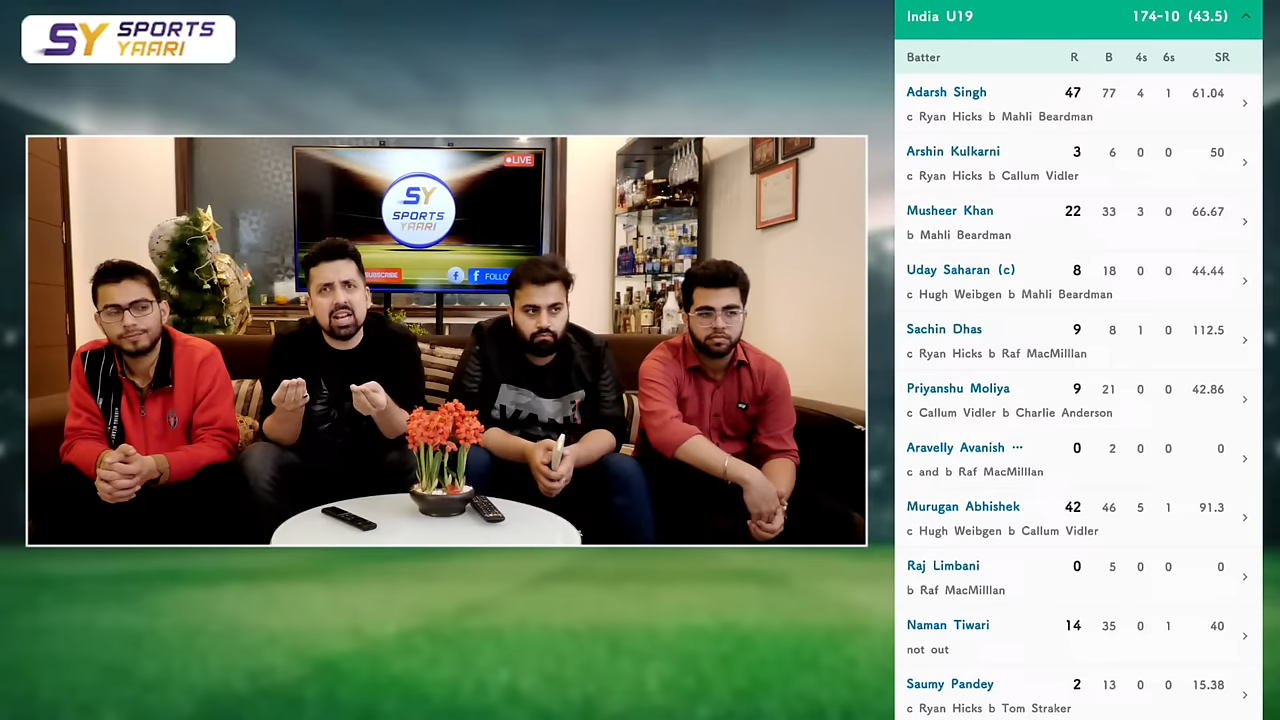 SY SPORTS
YAARI
LIVE
SY
SPORTS
YAARI
SUBSCRIBE
f f FOLLO
India U19 174-10 (43.5)
Batter R B 4s 6s SR
Adarsh Singh 47 77 4 1 61.04
c Ryan Hicks b Mahli Beardman
Arshin Kulkarni 3 6 0 0 50
c Ryan Hicks b Callum Vidler
Musheer Khan 22 33 3 0 66.67
b Mahli Beardman
Uday Saharan (c) 8 18 0 0 44.44
c Hugh Weibgen b Mahli Beardman
Sachin Dhas 9 8 1 0 112.5
c Ryan Hicks b Raf MacMilllan
Priyanshu Moliya 9 21 0 0 42.86
c Callum Vidler b Charlie Anderson
Aravelly Avanish ··· 0 2 0 0 0
c and b Raf MacMilllan
Murugan Abhishek 42 46 5 1 91.3
c Hugh Weibgen b Callum Vidler
Raj Limbani 0 5 0 0 0
b Raf MacMilllan
Naman Tiwari 14 35 0 1 40
not out
Saumy Pandey 2 13 0 0 15.38
c Ryan Hicks b Tom Straker